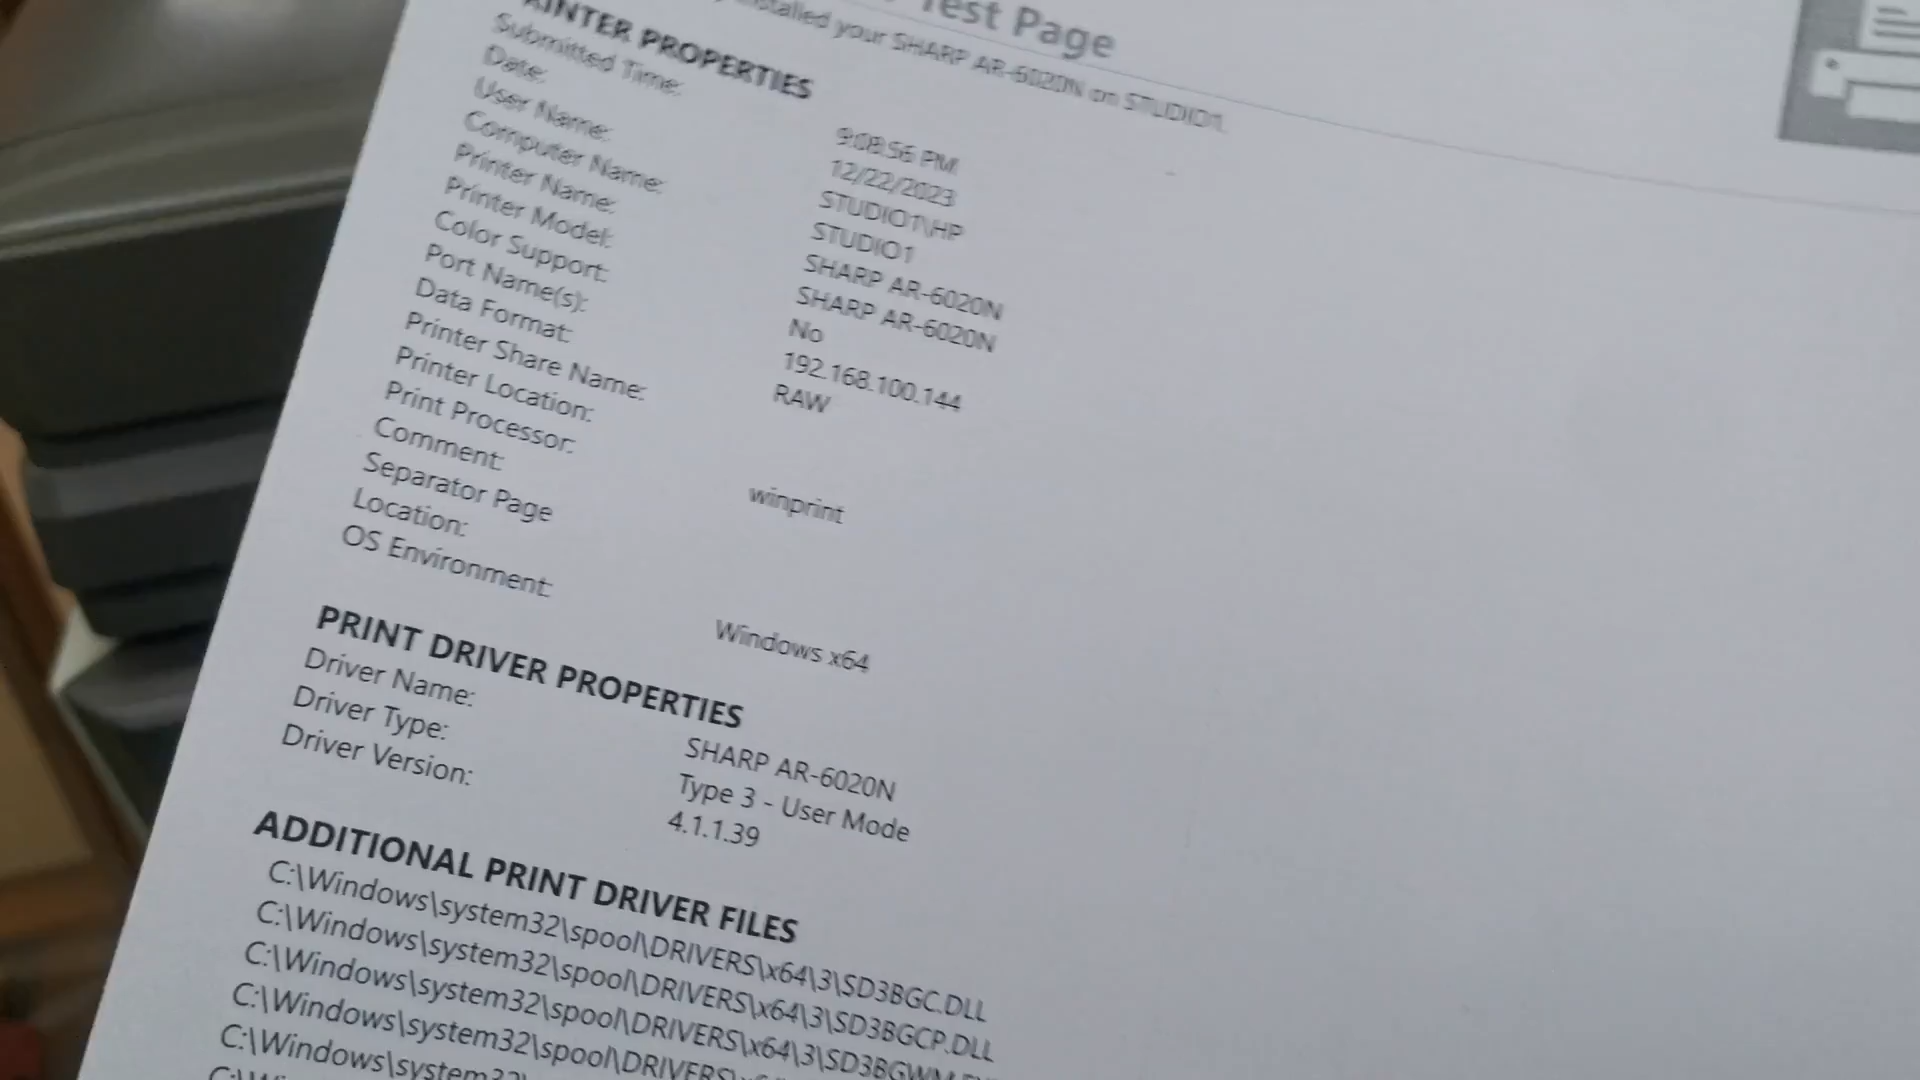 Test Page
installed your SHARP AR-6020N on STUDIO1.
PRINTER PROPERTIES
Submitted Time: 9:08:56 PM
Date: 12/22/2023
User Name: STUDIO1\HP
Computer Name: STUDIO1
Printer Name: SHARP AR-6020N
Printer Model: SHARP AR-6020N
Color Support: No
Port Name(s): 192.168.100.144
Data Format: RAW
Printer Share Name:
Printer Location:
Print Processor: winprint
Comment:
Separator Page
Location:
OS Environment: Windows x64
PRINT DRIVER PROPERTIES
Driver Name: SHARP AR-6020N
Driver Type: Type 3 - User Mode
Driver Version: 4.1.1.39
ADDITIONAL PRINT DRIVER FILES
C:\Windows\system32\spool\DRIVERS\x64\3\SD3BGC.DLL
C:\Windows\system32\spool\DRIVERS\x64\3\SD3BGCP.DLL
C:\Windows\system32\spool\DRIVERS\x64\3\SD3BGWM
C:\Windows\system32\spool\DRIVERS
C:\Windows\system32\